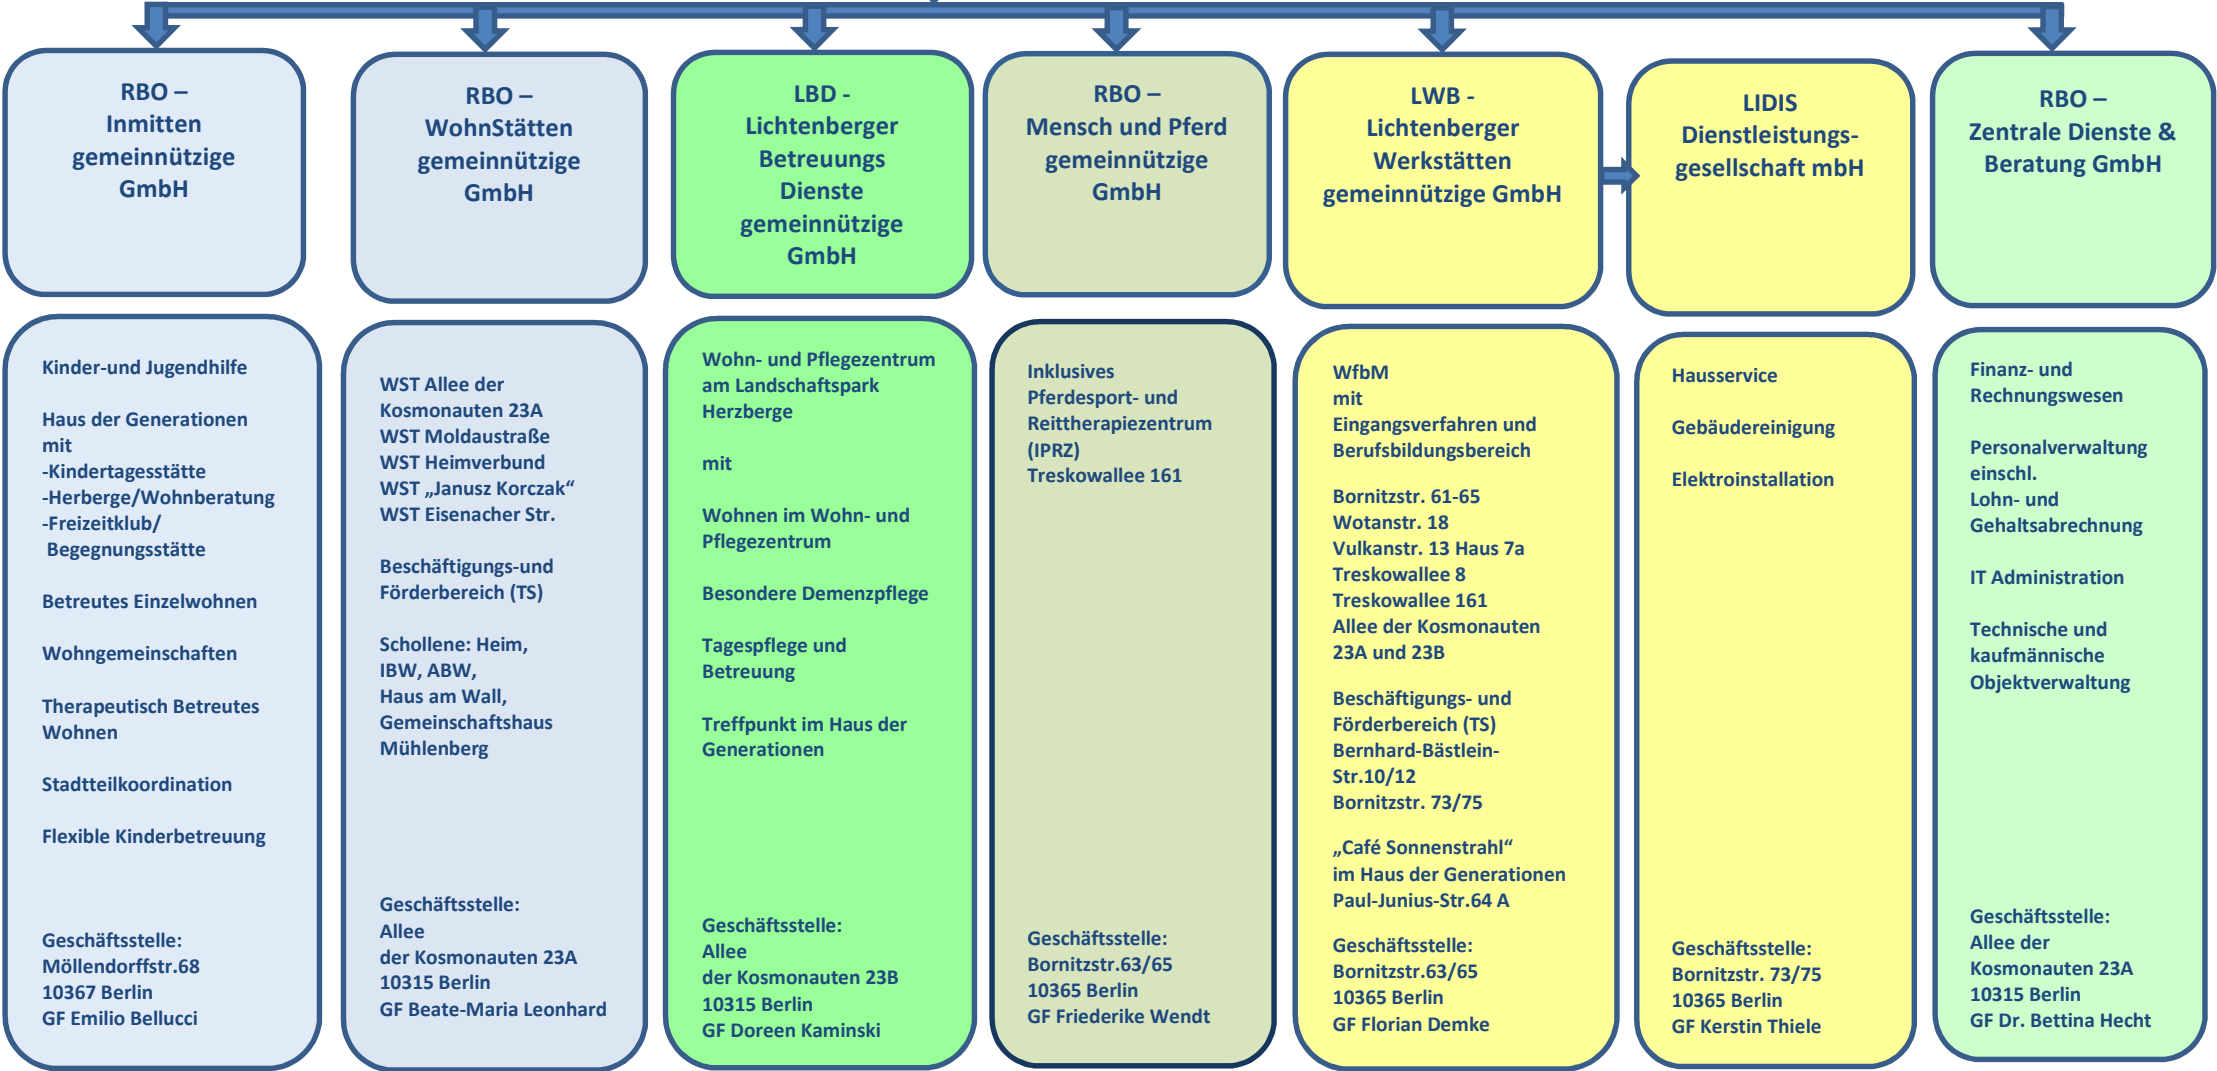 RBO –
Inmitten
gemeinnützige
GmbH
RBO –
WohnStätten
gemeinnützige
GmbH
LBD -
Lichtenberger
Betreuungs
Dienste
gemeinnützige
GmbH
RBO –
Mensch und Pferd
gemeinnützige
GmbH
LWB -
Lichtenberger
Werkstätten
gemeinnützige GmbH
LIDIS
Dienstleistungs-
gesellschaft mbH
RBO –
Zentrale Dienste &
Beratung GmbH
Kinder-und Jugendhilfe
Haus der Generationen
mit
-Kindertagesstätte
-Herberge/Wohnberatung
-Freizeitklub/
Begegnungsstätte
Betreutes Einzelwohnen
Wohngemeinschaften
Therapeutisch Betreutes
Wohnen
Stadtteilkoordination
Flexible Kinderbetreuung
Geschäftsstelle:
Möllendorffstr.68
10367 Berlin
GF Emilio Bellucci
WST Allee der
Kosmonauten 23A
WST Moldaustraße
WST Heimverbund
WST „Janusz Korczak“
WST Eisenacher Str.
Beschäftigungs-und
Förderbereich (TS)
Schollene: Heim,
IBW, ABW,
Haus am Wall,
Gemeinschaftshaus
Mühlenberg
Geschäftsstelle:
Allee
der Kosmonauten 23A
10315 Berlin
GF Beate-Maria Leonhard
Wohn- und Pflegezentrum
am Landschaftspark
Herzberge
mit
Wohnen im Wohn- und
Pflegezentrum
Besondere Demenzpflege
Tagespflege und
Betreuung
Treffpunkt im Haus der
Generationen
Geschäftsstelle:
Allee
der Kosmonauten 23B
10315 Berlin
GF Doreen Kaminski
Inklusives
Pferdesport- und
Reittherapiezentrum
(IPRZ)
Treskowallee 161
Geschäftsstelle:
Bornitzstr.63/65
10365 Berlin
GF Friederike Wendt
WfbM
mit
Eingangsverfahren und
Berufsbildungsbereich
Bornitzstr. 61-65
Wotanstr. 18
Vulkanstr. 13 Haus 7a
Treskowallee 8
Treskowallee 161
Allee der Kosmonauten
23A und 23B
Beschäftigungs- und
Förderbereich (TS)
Bernhard-Bästlein-
Str.10/12
Bornitzstr. 73/75
„Café Sonnenstrahl“
im Haus der Generationen
Paul-Junius-Str.64 A
Geschäftsstelle:
Bornitzstr.63/65
10365 Berlin
GF Florian Demke
Hausservice
Gebäudereinigung
Elektroinstallation
Geschäftsstelle:
Bornitzstr. 73/75
10365 Berlin
GF Kerstin Thiele
Finanz- und
Rechnungswesen
Personalverwaltung
einschl.
Lohn- und
Gehaltsabrechnung
IT Administration
Technische und
kaufmännische
Objektverwaltung
Geschäftsstelle:
Allee der
Kosmonauten 23A
10315 Berlin
GF Dr. Bettina Hecht